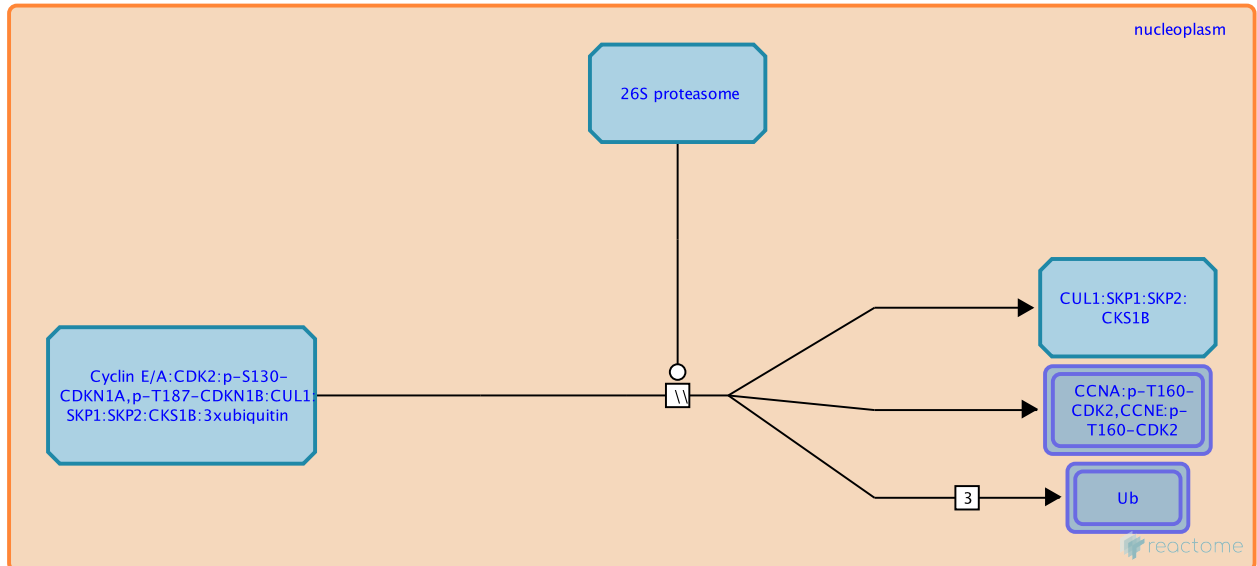 nucleoplasm
26S proteasome
CUL1:SKP1:SKP2:
CKS1B
Cyclin E/A:CDK2:p-S130-
CDKN1A,p-T187-CDKN1B:CUL1:
SKP1:SKP2:CKS1B:3xubiquitin
\\
CCNA:p-T160-
CDK2,CCNE:p-
T160-CDK2
3
Ub
reactome